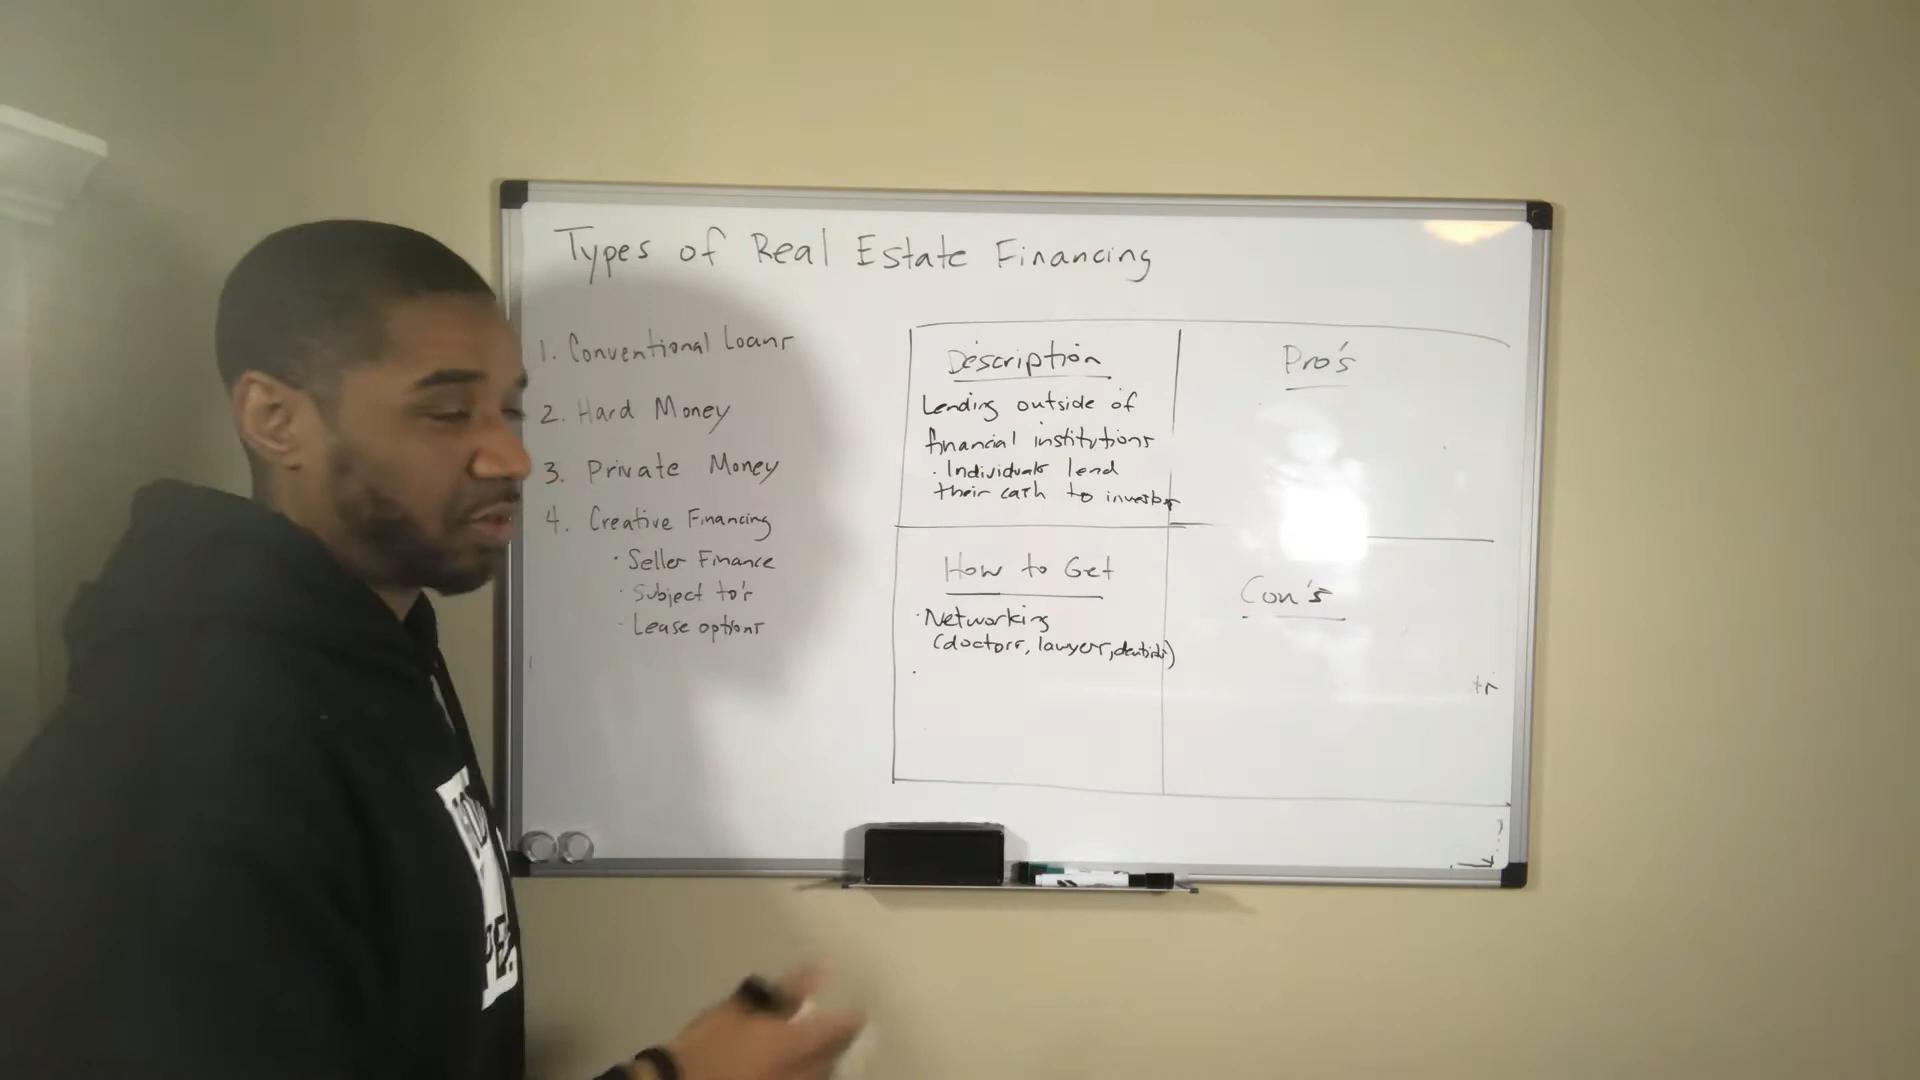 Types of Real Estate Financing
1. Conventional Loans
2. Hard Money
3. Private Money
4. Creative Financing
· Seller Finance
· Subject to's
· Lease options
Description
Lending outside of
financial institutions
· Individuals lend
their cash to investor
How to Get
· Networking
(doctors, lawyers, dentists)
·
Pro's
Con's